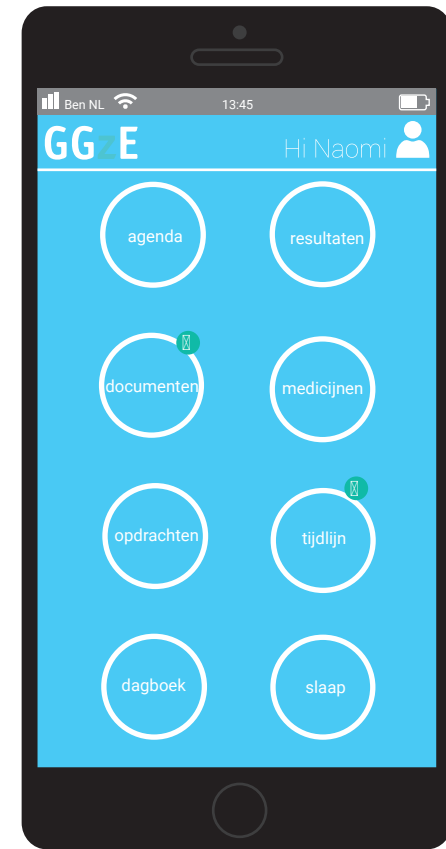 Ben NL 13:45
GGzE Hi Naomi
agenda resultaten
documenten medicijnen
opdrachten tijdlijn
dagboek slaap